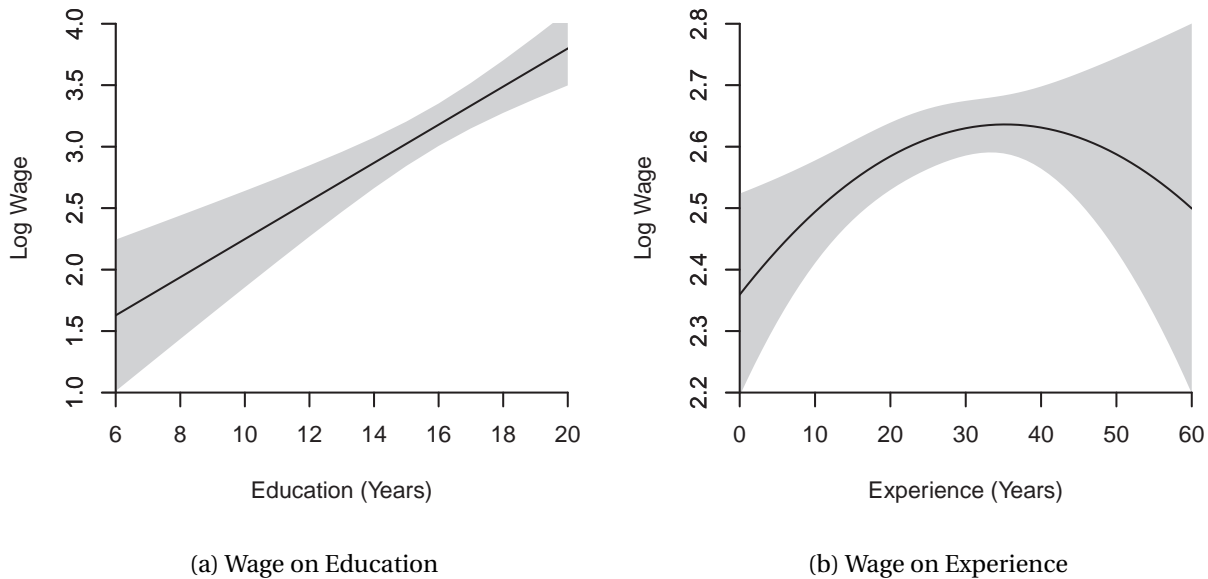 4.0
3.5
3.0
2.5
2.0
1.5
1.0
Log Wage
6 8 10 12 14 16 18 20
Education (Years)
(a) Wage on Education
2.8
2.7
2.6
2.5
2.4
2.3
2.2
Log Wage
0 10 20 30 40 50 60
Experience (Years)
(b) Wage on Experience